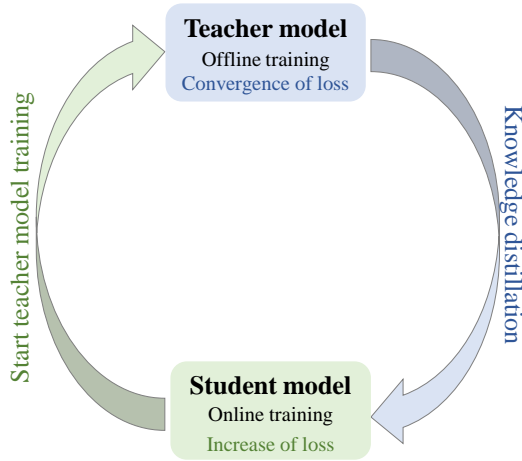 Teacher model
Offline training
Convergence of loss
Knowledge distillation
Start teacher model training
Student model
Online training
Increase of loss